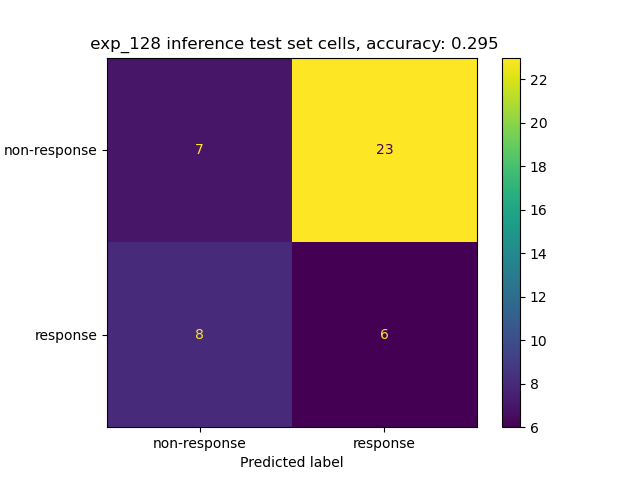 exp_128 inference test set cells, accuracy: 0.295
non-response
7
23
response
8
6
non-response
response
Predicted label
22
20
18
16
14
12
10
8
6